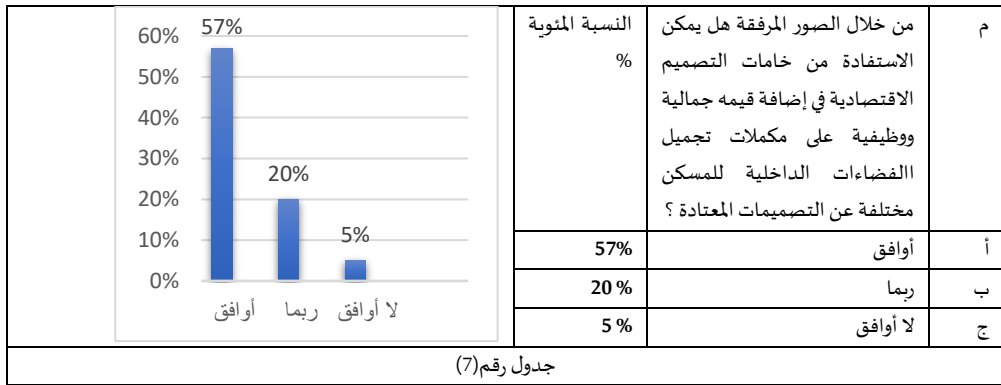 م
من خلال الصور المرفقة هل يمكن
الاستفادة من خامات التصميم
الاقتصادية في إضافة قيمه جمالية
ووظيفية على مكملات تجميل
االفضاءات الداخلية للمسكن
مختلفة عن التصميمات المعتادة ؟
النسبة المئوية
%
أ
أوافق
57%
ب
ربما
20 %
ج
لا أوافق
5 %
60%
50%
40%
30%
20%
10%
0%
57%
20%
5%
أوافق
ربما
لا أوافق
جدول رقم(7)